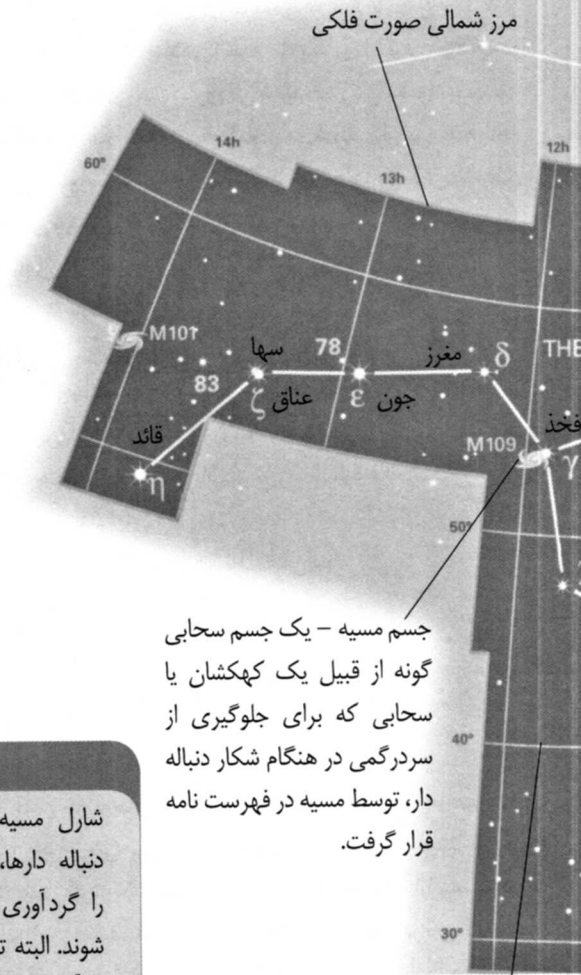 مرز شمالی صورت فلکی
14h
12h
60°
13h
M101
سها
78
مغرز
δ
THE
83
ζ
عناق
ε
جون
فخذ
قائد
M109
γ
η
50°
جسم مسیه – یک جسم سحابی
گونه از قبیل یک کهکشان یا
سحابی که برای جلوگیری از
سردرگمی در هنگام شکار دنباله
دار، توسط مسیه در فهرست نامه
قرار گرفت.
40°
شارل مسیه
دنباله دارها،
را گردآوری
شوند. البته
30°